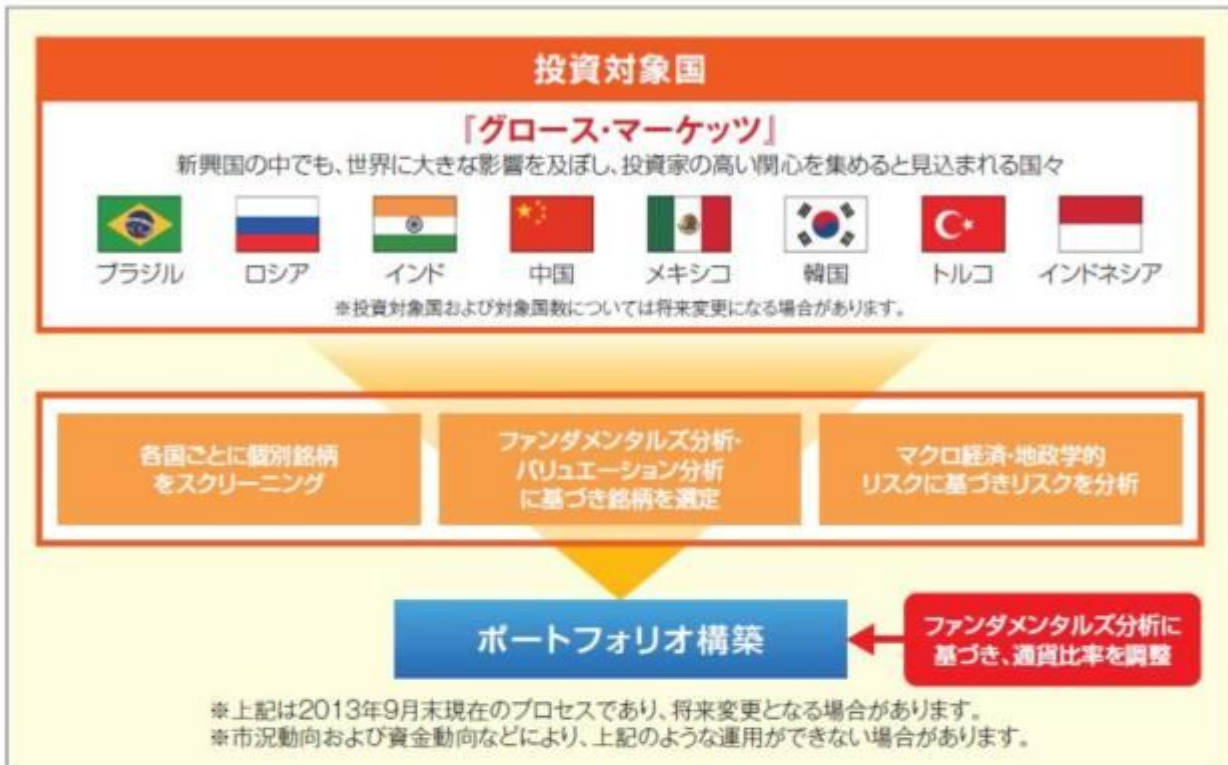 投資対象国
『グロース・マーケッツ』
新興国の中でも、世界に大きな影響を及ぼし、投資家の高い関心を集めると見込まれる国々
ブラジル
ロシア
インド
中国
メキシコ
韓国
トルコ
インドネシア
※投資対象国および対象国数については将来変更になる場合があります。
各国ごとに個別銘柄
をスクリーニング
ファンダメンタルズ分析・
バリュエーション分析
に基づき銘柄を選定
マクロ経済・地政学的
リスクに基づきリスクを分析
ポートフォリオ構築
ファンダメンタルズ分析に
基づき、通貨比率を調整
※上記は2013年9月末現在のプロセスであり、将来変更となる場合があります。
※市況動向および資金動向などにより、上記のような運用ができない場合があります。